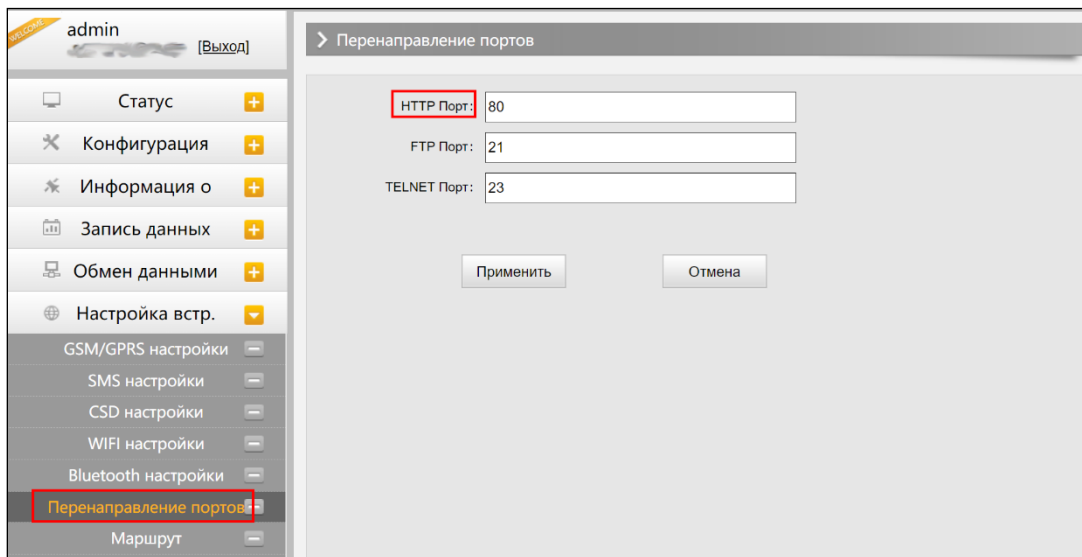 WELCOME
admin
[Выход]
Статус
Конфигурация
Информация о
Запись данных
Обмен данными
Настройка встр.
GSM/GPRS настройки
SMS настройки
CSD настройки
WIFI настройки
Bluetooth настройки
Перенаправление портов
Маршрут
Перенаправление портов
HTTP Порт: 80
FTP Порт: 21
TELNET Порт: 23
Применить Отмена